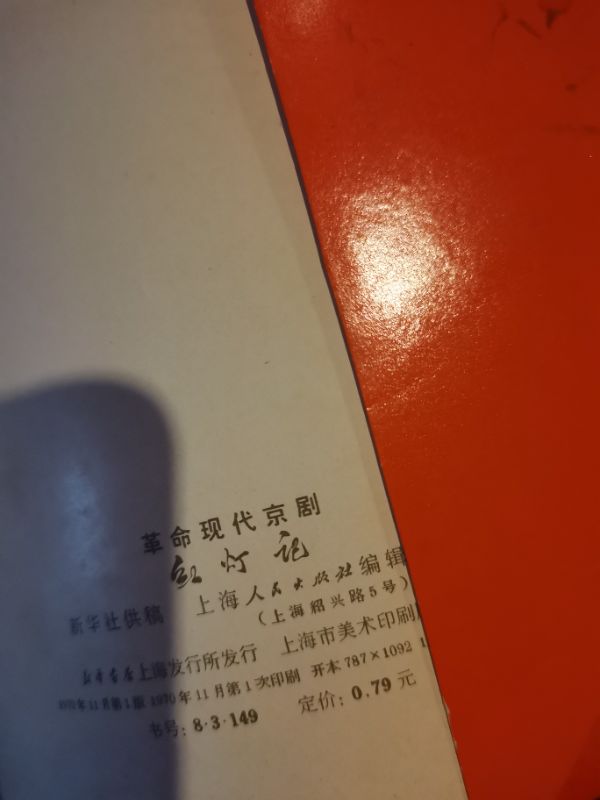 革命现代京剧
红灯记
新华社供稿 上海人民出版社编辑
(上海绍兴路5号)
新华书店上海发行所发行 上海市美术印刷
1970年11月第1版 1970年11月第1次印刷 开本787×1092 1
书号: 8·3·149 定价: 0.79 元